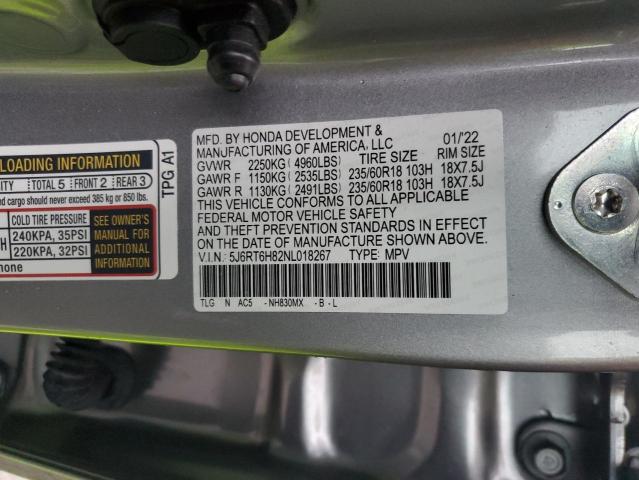 LOADING INFORMATION
ITY TOTAL 5 FRONT 2 REAR 3
and cargo should never exceed 385 kg or 850 lbs.
COLD TIRE PRESSURE
240KPA, 35PSI
220KPA, 32PSI
SEE OWNER'S
MANUAL FOR
ADDITIONAL
INFORMATION
TPG A1
MFD. BY HONDA DEVELOPMENT &
MANUFACTURING OF AMERICA, LLC 01/'22
GVWR 2250KG( 4960LBS) TIRE SIZE RIM SIZE
GAWR F 1150KG( 2535LBS) 235/60R18 103H 18X7.5J
GAWR R 1130KG( 2491LBS) 235/60R18 103H 18X7.5J
THIS VEHICLE CONFORMS TO ALL APPLICABLE
FEDERAL MOTOR VEHICLE SAFETY
AND THEFT PREVENTION STANDARDS IN EFFECT ON
THE DATE OF MANUFACTURE SHOWN ABOVE.
V.I.N.: 5J6RT6H82NL018267 TYPE: MPV
TLG N AC5 -NH830MX -B-L